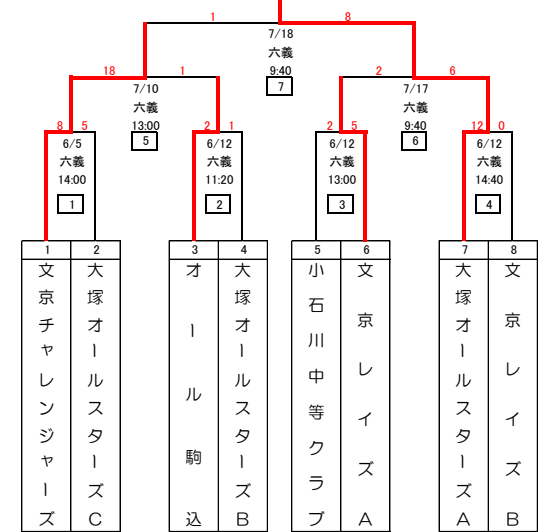 1 8
7/18
六義
9:40
7
18 1 2 6
7/10 7/17
六義 六義
13:00 9:40
5 6
8 5 2 1 2 5 12 0
6/5 6/12 6/12 6/12
六義 六義 六義 六義
14:00 11:20 13:00 14:40
1 2 3 4
1 2 3 4 5 6 7 8
文京チャレンジャーズ
大塚オールスターズC
オール駒込
大塚オールスターズB
小石川中等クラブ
文京レイズA
大塚オールスターズA
文京レイズB